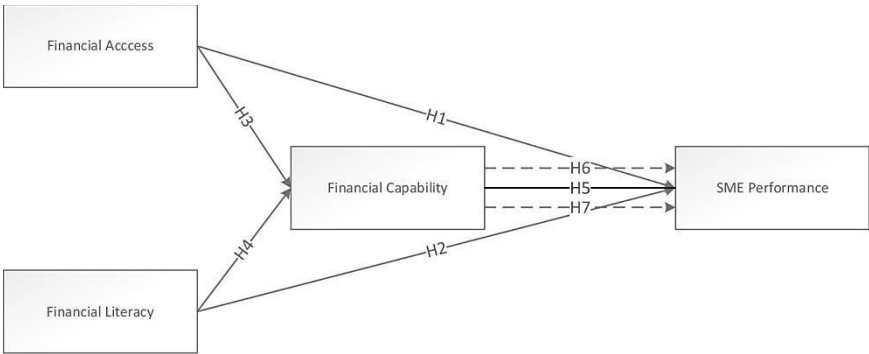 Financial Acccess
H1
H3
H6
Financial Capability
H5
SME Performance
H7
H4
H2
Financial Literacy